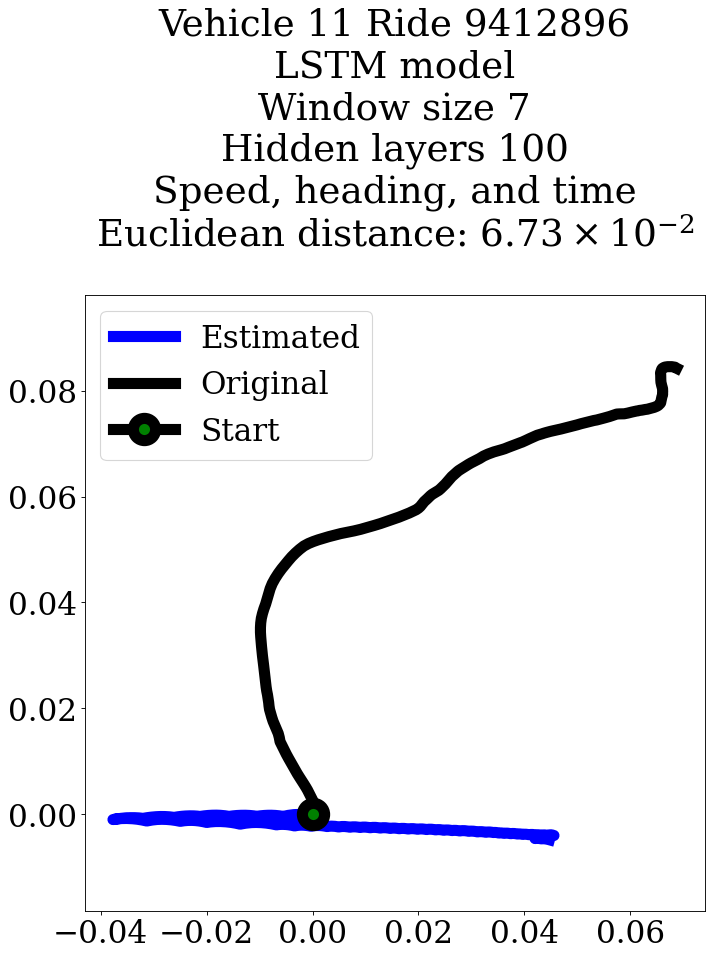 Vehicle 11 Ride 9412896
LSTM model
Window size 7
Hidden layers 100
Speed, heading, and time
Euclidean distance: 6.73 × 10⁻²
Estimated
Original
Start
0.08
0.06
0.04
0.02
0.00
−0.04 −0.02 0.00 0.02 0.04 0.06